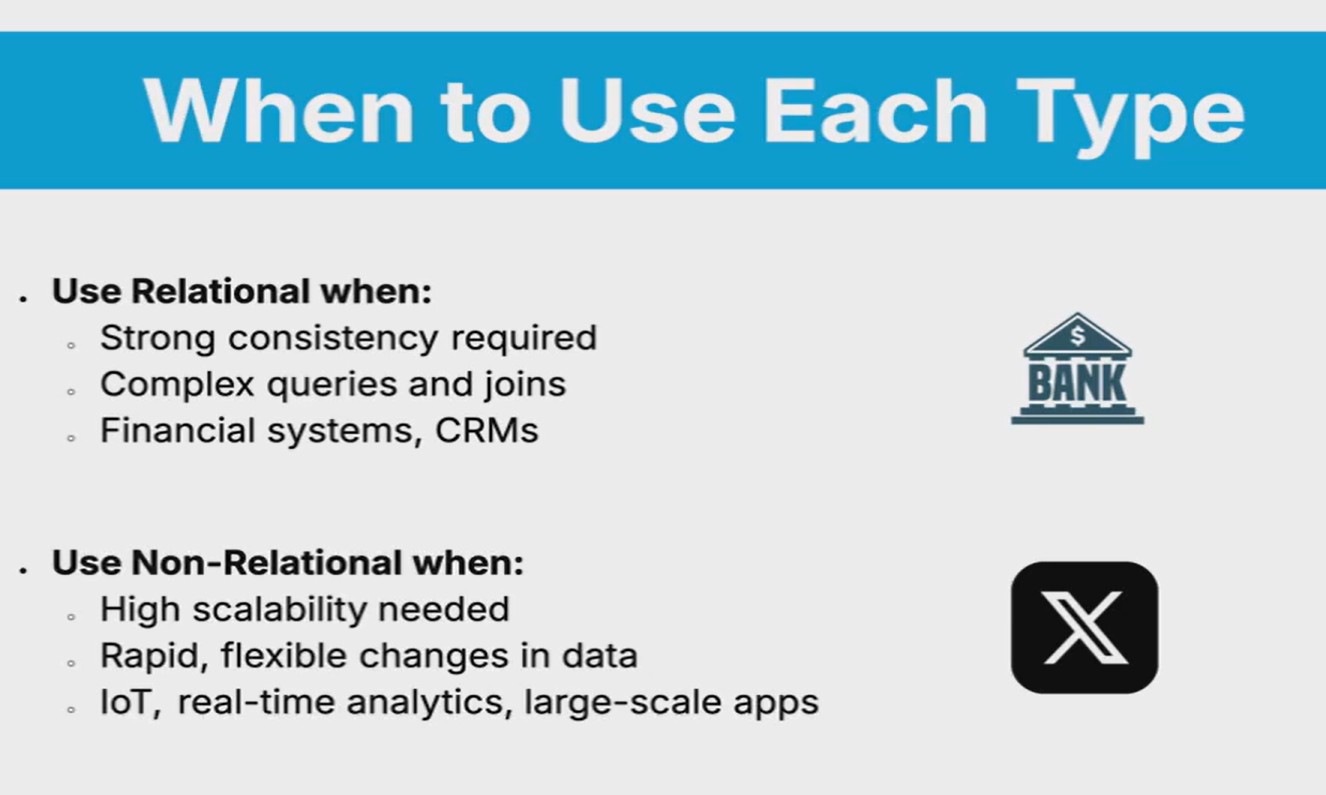 When to Use Each Type
• Use Relational when:
◦ Strong consistency required
◦ Complex queries and joins
◦ Financial systems, CRMs
$
BANK
• Use Non-Relational when:
◦ High scalability needed
◦ Rapid, flexible changes in data
◦ IoT, real-time analytics, large-scale apps
X